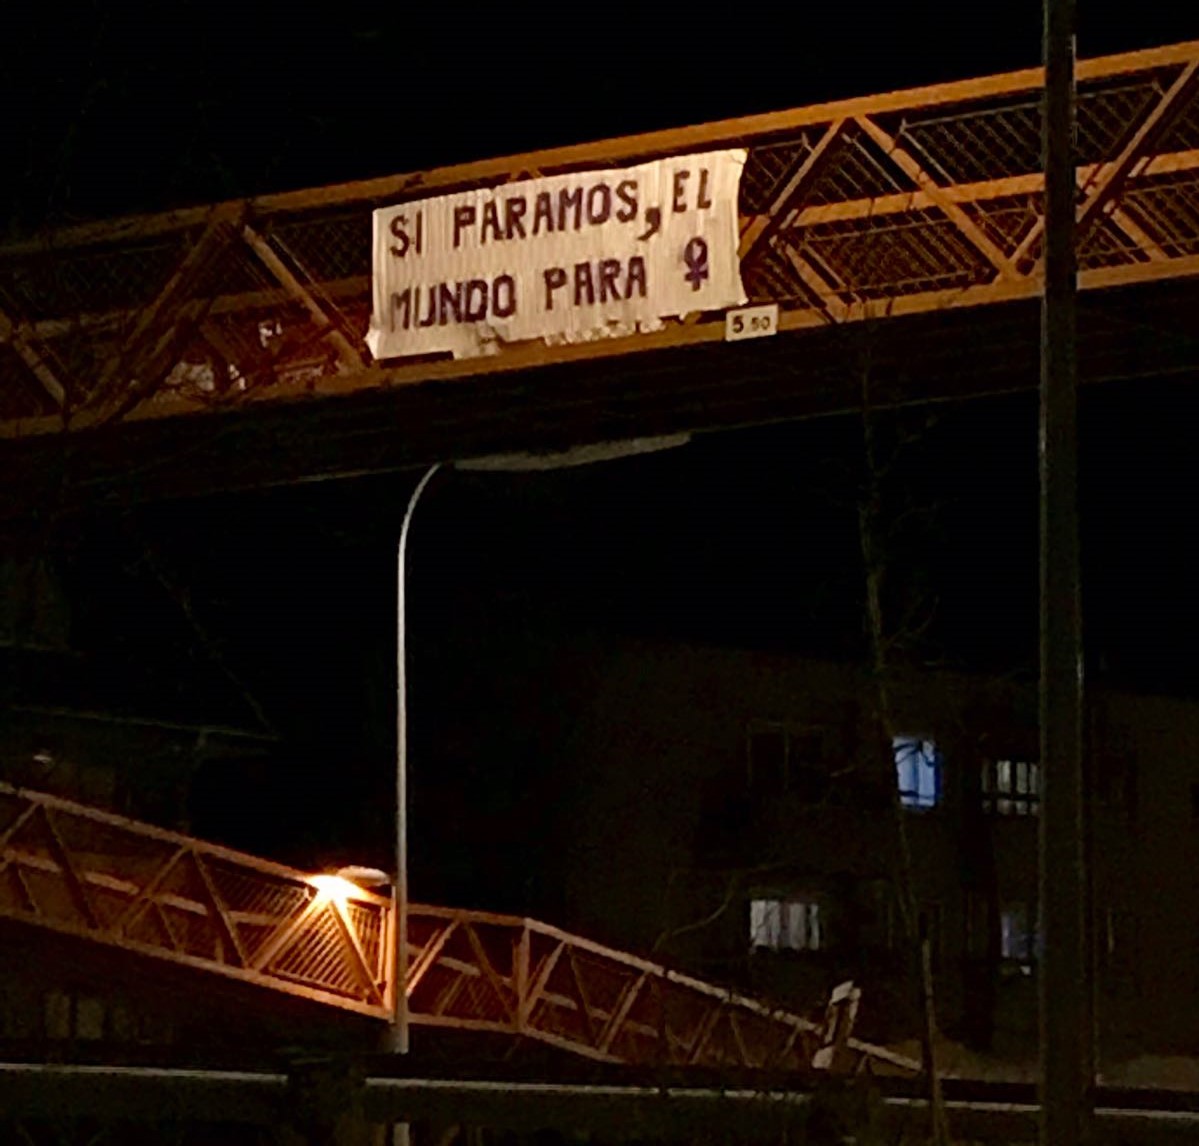 SI PARAMOS, EL
MUNDO PARA ♀
5.50